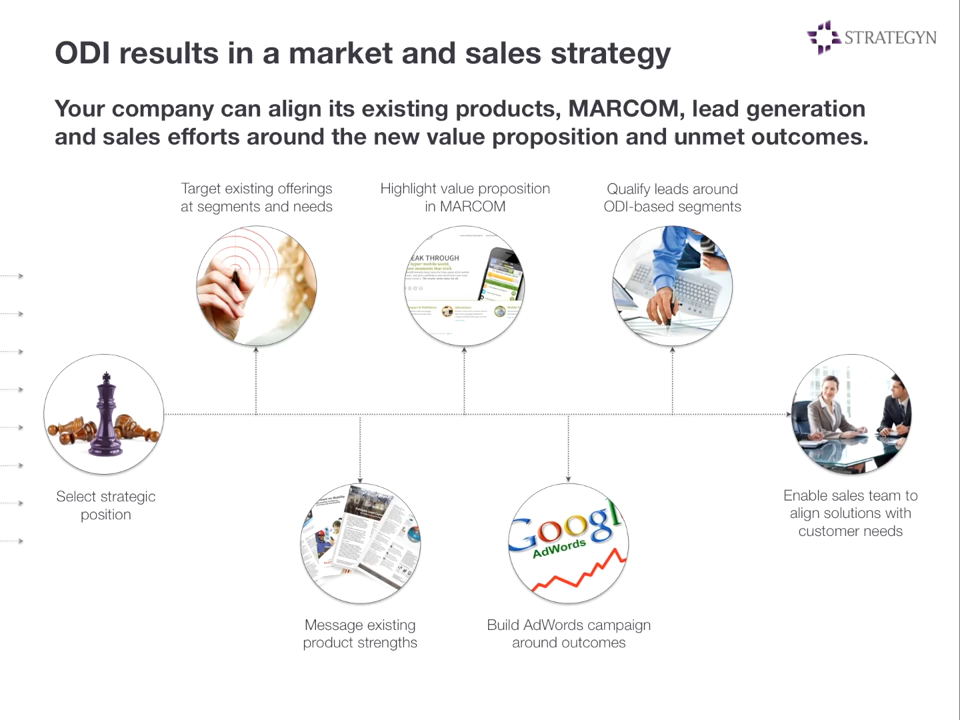 ODI results in a market and sales strategy
STRATEGYN
Your company can align its existing products, MARCOM, lead generation
and sales efforts around the new value proposition and unmet outcomes.
Target existing offerings
at segments and needs
Highlight value proposition
in MARCOM
Qualify leads around
ODI-based segments
EAK THROUGH
Select strategic
position
Enable sales team to
align solutions with
customer needs
Googl
AdWords
Message existing
product strengths
Build AdWords campaign
around outcomes